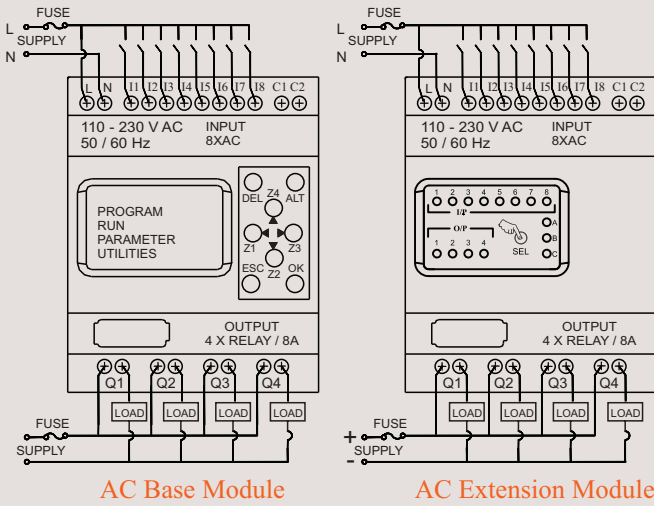 FUSE
L
SUPPLY
N
L N I1 I2 I3 I4 I5 I6 I7 I8 C1 C2
110 - 230 V AC INPUT
50 / 60 Hz 8XAC
PROGRAM
RUN
PARAMETER
UTILITIES
DEL Z4 ALT
Z1 Z3
ESC Z2 OK
OUTPUT
4 X RELAY / 8A
Q1 Q2 Q3 Q4
LOAD LOAD LOAD LOAD
FUSE
SUPPLY
AC Base Module
FUSE
L
SUPPLY
N
L N I1 I2 I3 I4 I5 I6 I7 I8 C1 C2
110 - 230 V AC INPUT
50 / 60 Hz 8XAC
1 2 3 4 5 6 7 8
I/P
O/P
A
1 2 3 4
B
SEL
C
OUTPUT
4 X RELAY / 8A
Q1 Q2 Q3 Q4
LOAD LOAD LOAD LOAD
FUSE
+
SUPPLY
-
AC Extension Module